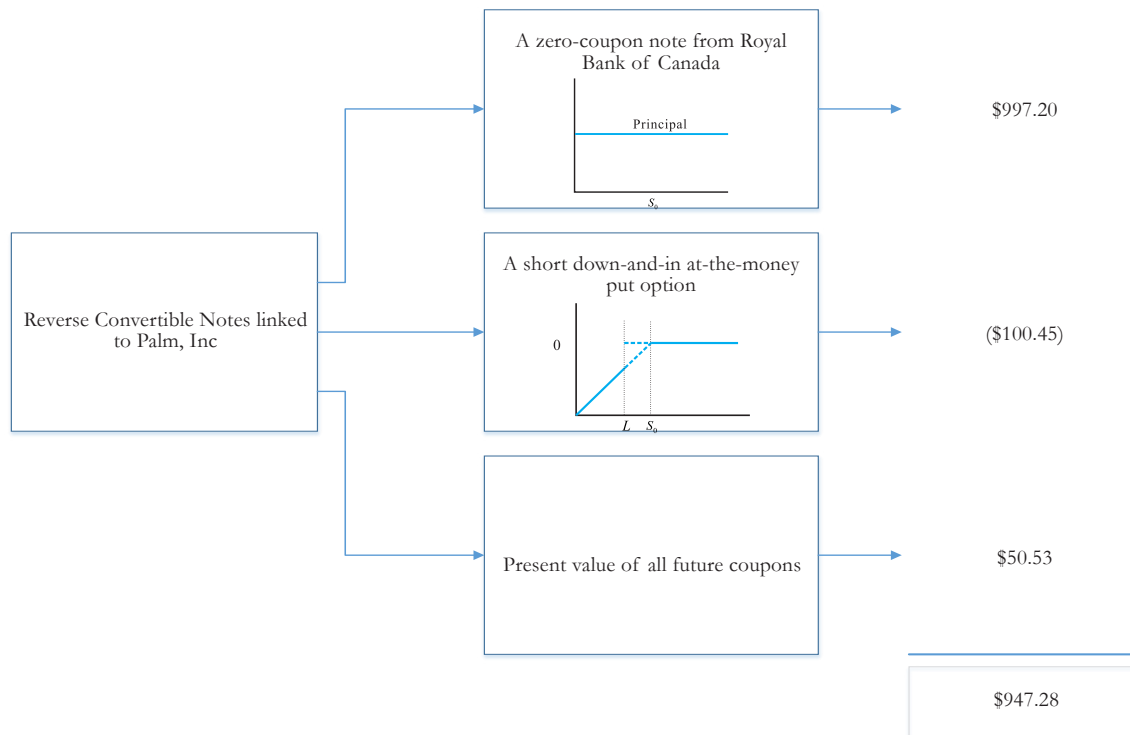 A zero-coupon note from Royal
Bank of Canada
Principal
S₀
$997.20
Reverse Convertible Notes linked
to Palm, Inc
A short down-and-in at-the-money
put option
0
L S₀
($100.45)
Present value of all future coupons
$50.53
$947.28